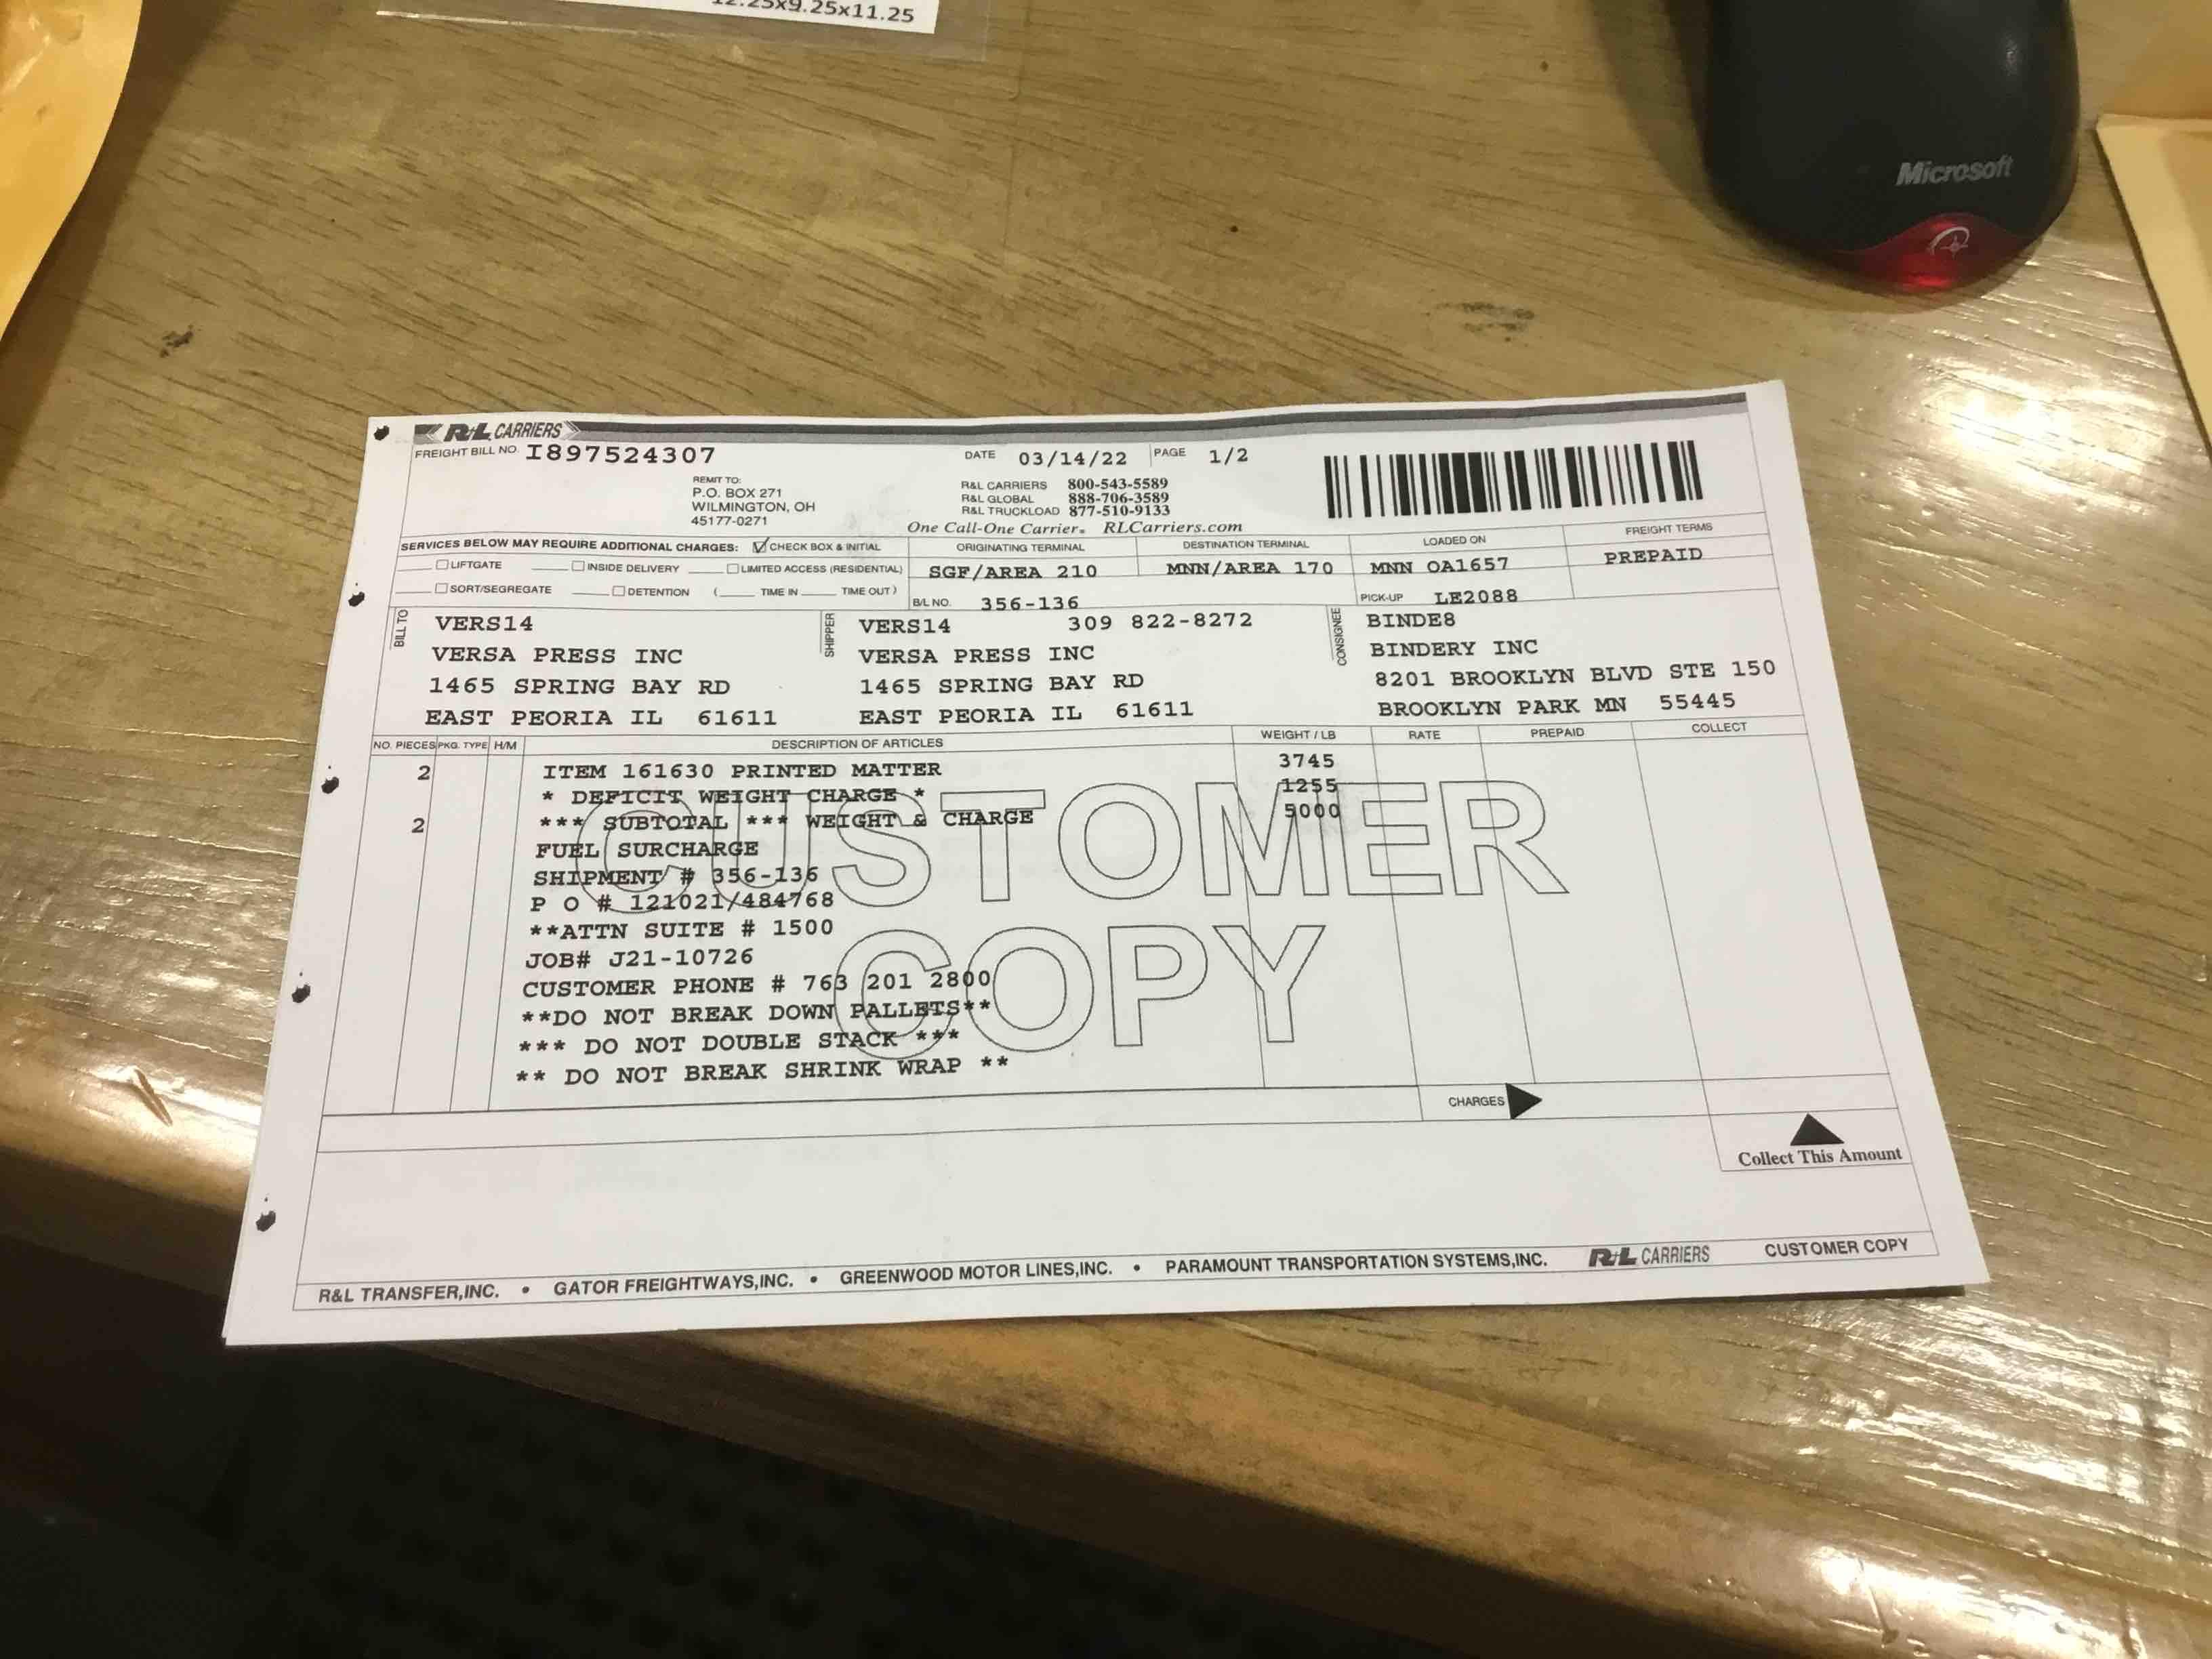 12.25x9.25x11.25
Microsoft
R+L CARRIERS
FREIGHT BILL NO. I897524307
DATE 03/14/22 PAGE 1/2
REMIT TO:
P.O. BOX 271
WILMINGTON, OH
45177-0271
R&L CARRIERS 800-543-5589
R&L GLOBAL 888-706-3589
R&L TRUCKLOAD 877-510-9133
One Call-One Carrier. RLCarriers.com
SERVICES BELOW MAY REQUIRE ADDITIONAL CHARGES: CHECK BOX & INITIAL
LIFTGATE INSIDE DELIVERY LIMITED ACCESS (RESIDENTIAL)
SORT/SEGREGATE DETENTION ( TIME IN TIME OUT )
ORIGINATING TERMINAL DESTINATION TERMINAL LOADED ON FREIGHT TERMS
SGF/AREA 210 MNN/AREA 170 MNN OA1657 PREPAID
B/L NO. 356-136 PICK-UP LE2088
BILL TO
VERS14
VERSA PRESS INC
1465 SPRING BAY RD
EAST PEORIA IL 61611
SHIPPER
VERS14 309 822-8272
VERSA PRESS INC
1465 SPRING BAY RD
EAST PEORIA IL 61611
CONSIGNEE
BINDE8
BINDERY INC
8201 BROOKLYN BLVD STE 150
BROOKLYN PARK MN 55445
NO. PIECES PKG. TYPE H/M DESCRIPTION OF ARTICLES WEIGHT / LB RATE PREPAID COLLECT
2 ITEM 161630 PRINTED MATTER 3745
* DEFICIT WEIGHT CHARGE * 1255
2 *** SUBTOTAL *** WEIGHT & CHARGE 5000
FUEL SURCHARGE
SHIPMENT # 356-136
P O # 121021/484768
**ATTN SUITE # 1500
JOB# J21-10726
CUSTOMER PHONE # 763 201 2800
**DO NOT BREAK DOWN PALLETS**
*** DO NOT DOUBLE STACK ***
** DO NOT BREAK SHRINK WRAP **
CUSTOMER
COPY
CHARGES
Collect This Amount
R&L TRANSFER,INC. • GATOR FREIGHTWAYS,INC. • GREENWOOD MOTOR LINES,INC. • PARAMOUNT TRANSPORTATION SYSTEMS,INC. R+L CARRIERS CUSTOMER COPY